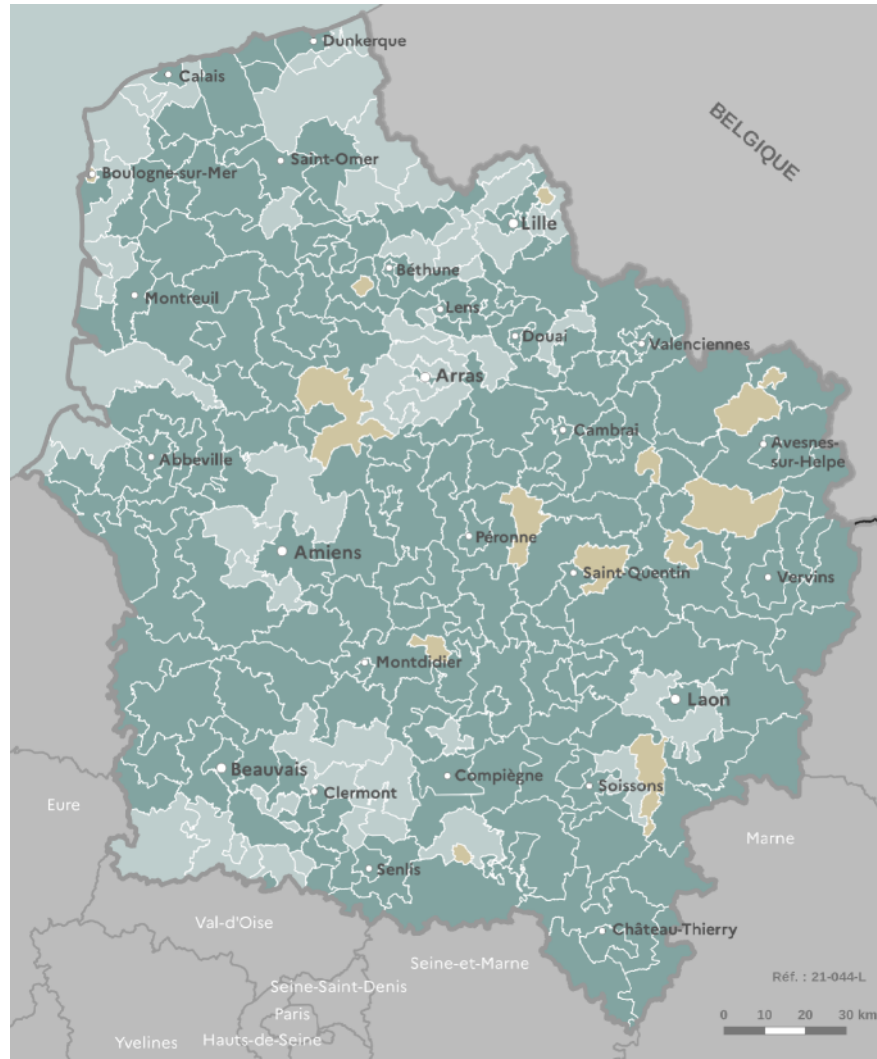 Dunkerque
Calais
BELGIQUE
Saint-Omer
Boulogne-sur-Mer
Lille
Béthune
Montreuil
Lens
Douai
Valenciennes
Arras
Cambrai
Avesnes-
sur-Helpe
Abbeville
Péronne
Amiens
Saint-Quentin
Vervins
Montdidier
Laon
Beauvais
Compiègne
Soissons
Clermont
Eure
Marne
Senlis
Val-d'Oise
Château-Thierry
Seine-et-Marne
Réf. : 21-044-L
Seine-Saint-Denis
Paris
0 10 20 30 km
Yvelines
Hauts-de-Seine